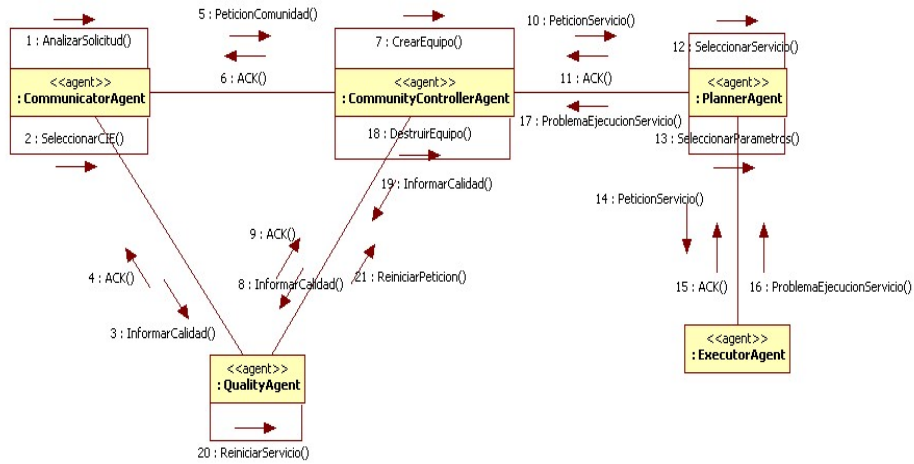 5 : PeticionComunidad()
10 : PeticionServicio()
1 : AnalizarSolicitud()
7 : CrearEquipo()
12 : SeleccionarServicio()
6 : ACK()
11 : ACK()
<<agent>>
: CommunicatorAgent
<<agent>>
: CommunityControllerAgent
<<agent>>
: PlannerAgent
17 : ProblemaEjecucionServicio()
2 : SeleccionarCIE()
18 : DestruirEquipo()
13 : SeleccionarParametros()
19 : InformarCalidad()
14 : PeticionServicio()
9 : ACK()
4 : ACK()
8 : InformarCalidad()
21 : ReiniciarPeticion()
15 : ACK()
16 : ProblemaEjecucionServicio()
3 : InformarCalidad()
<<agent>>
: ExecutorAgent
<<agent>>
: QualityAgent
20 : ReiniciarServicio()